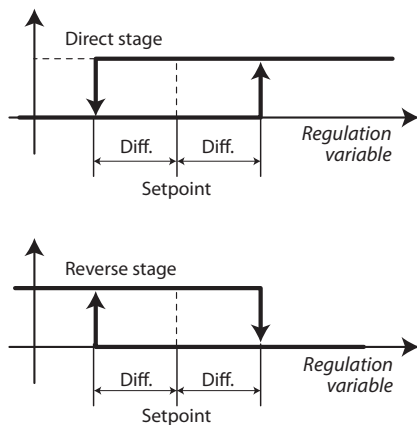 Direct stage
Regulation
variable
Diff.
Diff.
Setpoint
Reverse stage
Regulation
variable
Diff.
Diff.
Setpoint